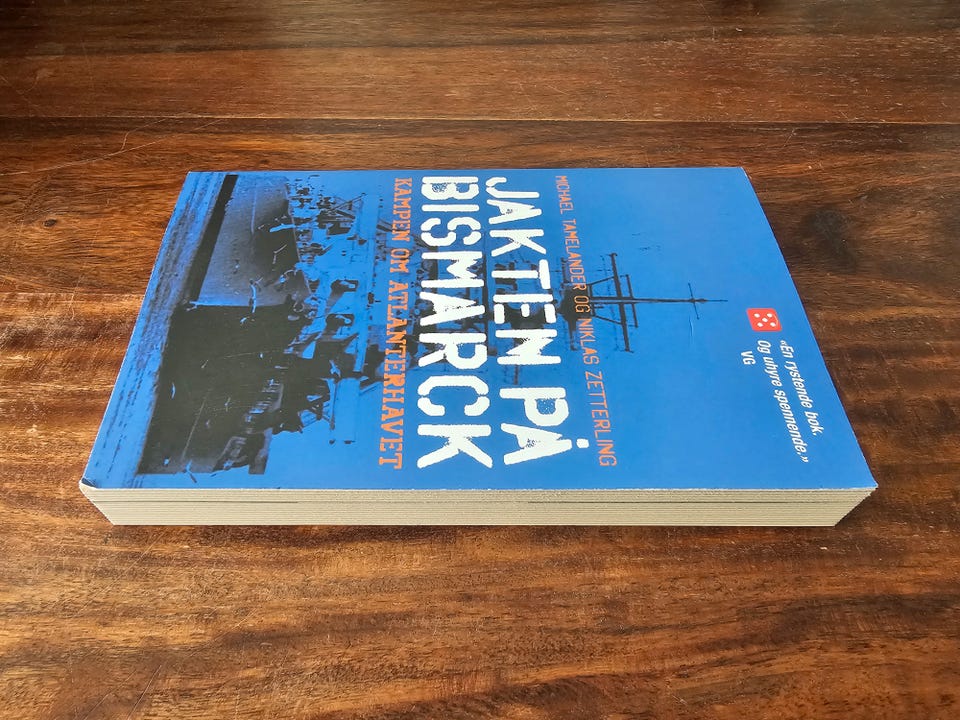 «En rystende bok.
Og uhyre spennende.»
VG
MICHAEL TAMELANDER OG NIKLAS ZETTERLING
JAKTEN PÅ
BISMARCK
KAMPEN OM ATLANTERHAVET